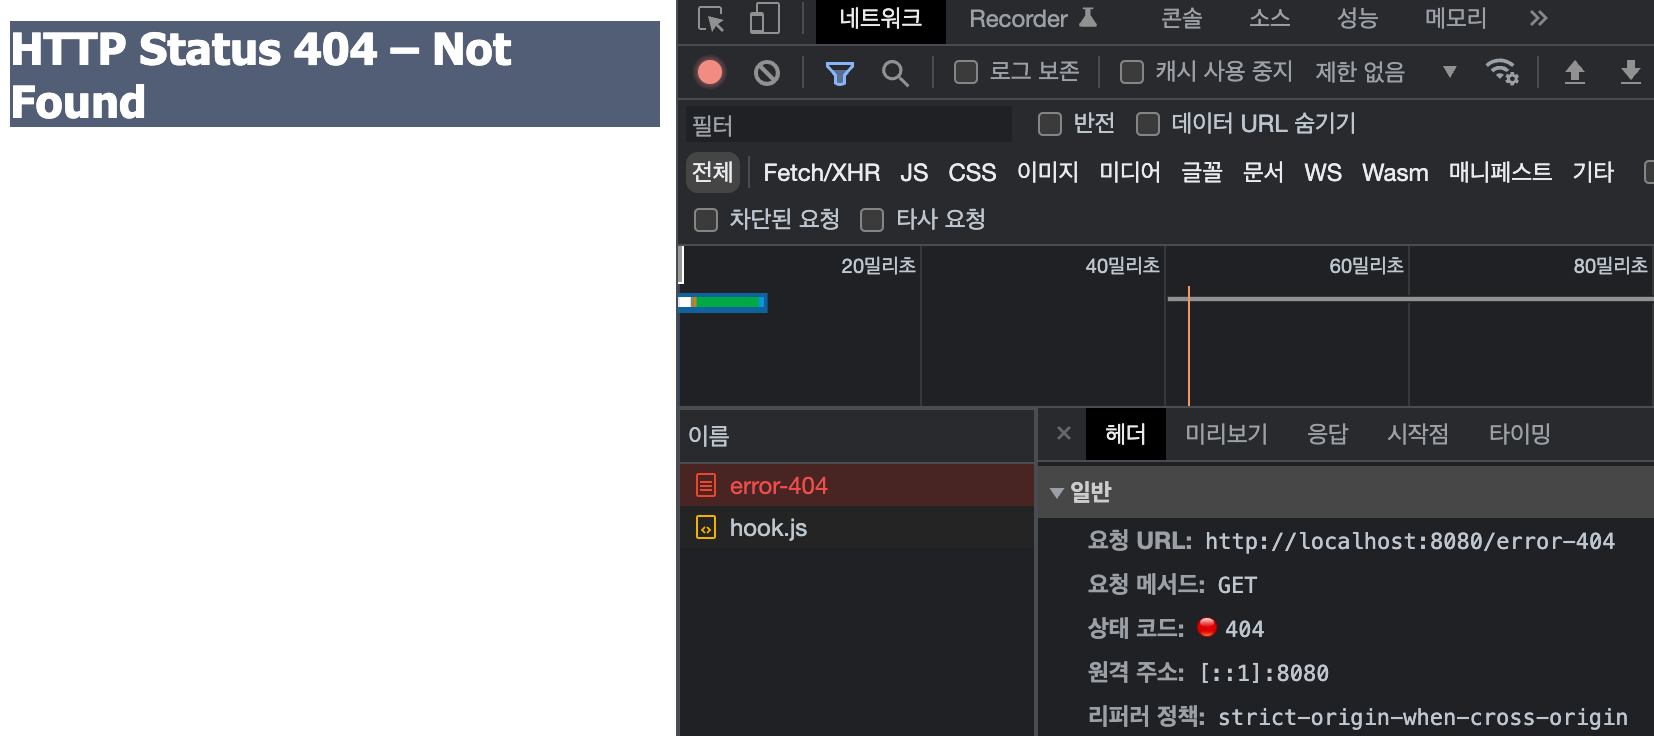 HTTP Status 404 – Not
Found
네트워크 Recorder 콘솔 소스 성능 메모리
로그 보존 캐시 사용 중지 제한 없음
필터 반전 데이터 URL 숨기기
전체 Fetch/XHR JS CSS 이미지 미디어 글꼴 문서 WS Wasm 매니페스트 기타
차단된 요청 타사 요청
20밀리초 40밀리초 60밀리초 80밀리초
이름
error-404
hook.js
× 헤더 미리보기 응답 시작점 타이밍
일반
요청 URL: http://localhost:8080/error-404
요청 메서드: GET
상태 코드: 404
원격 주소: [::1]:8080
리퍼러 정책: strict-origin-when-cross-origin